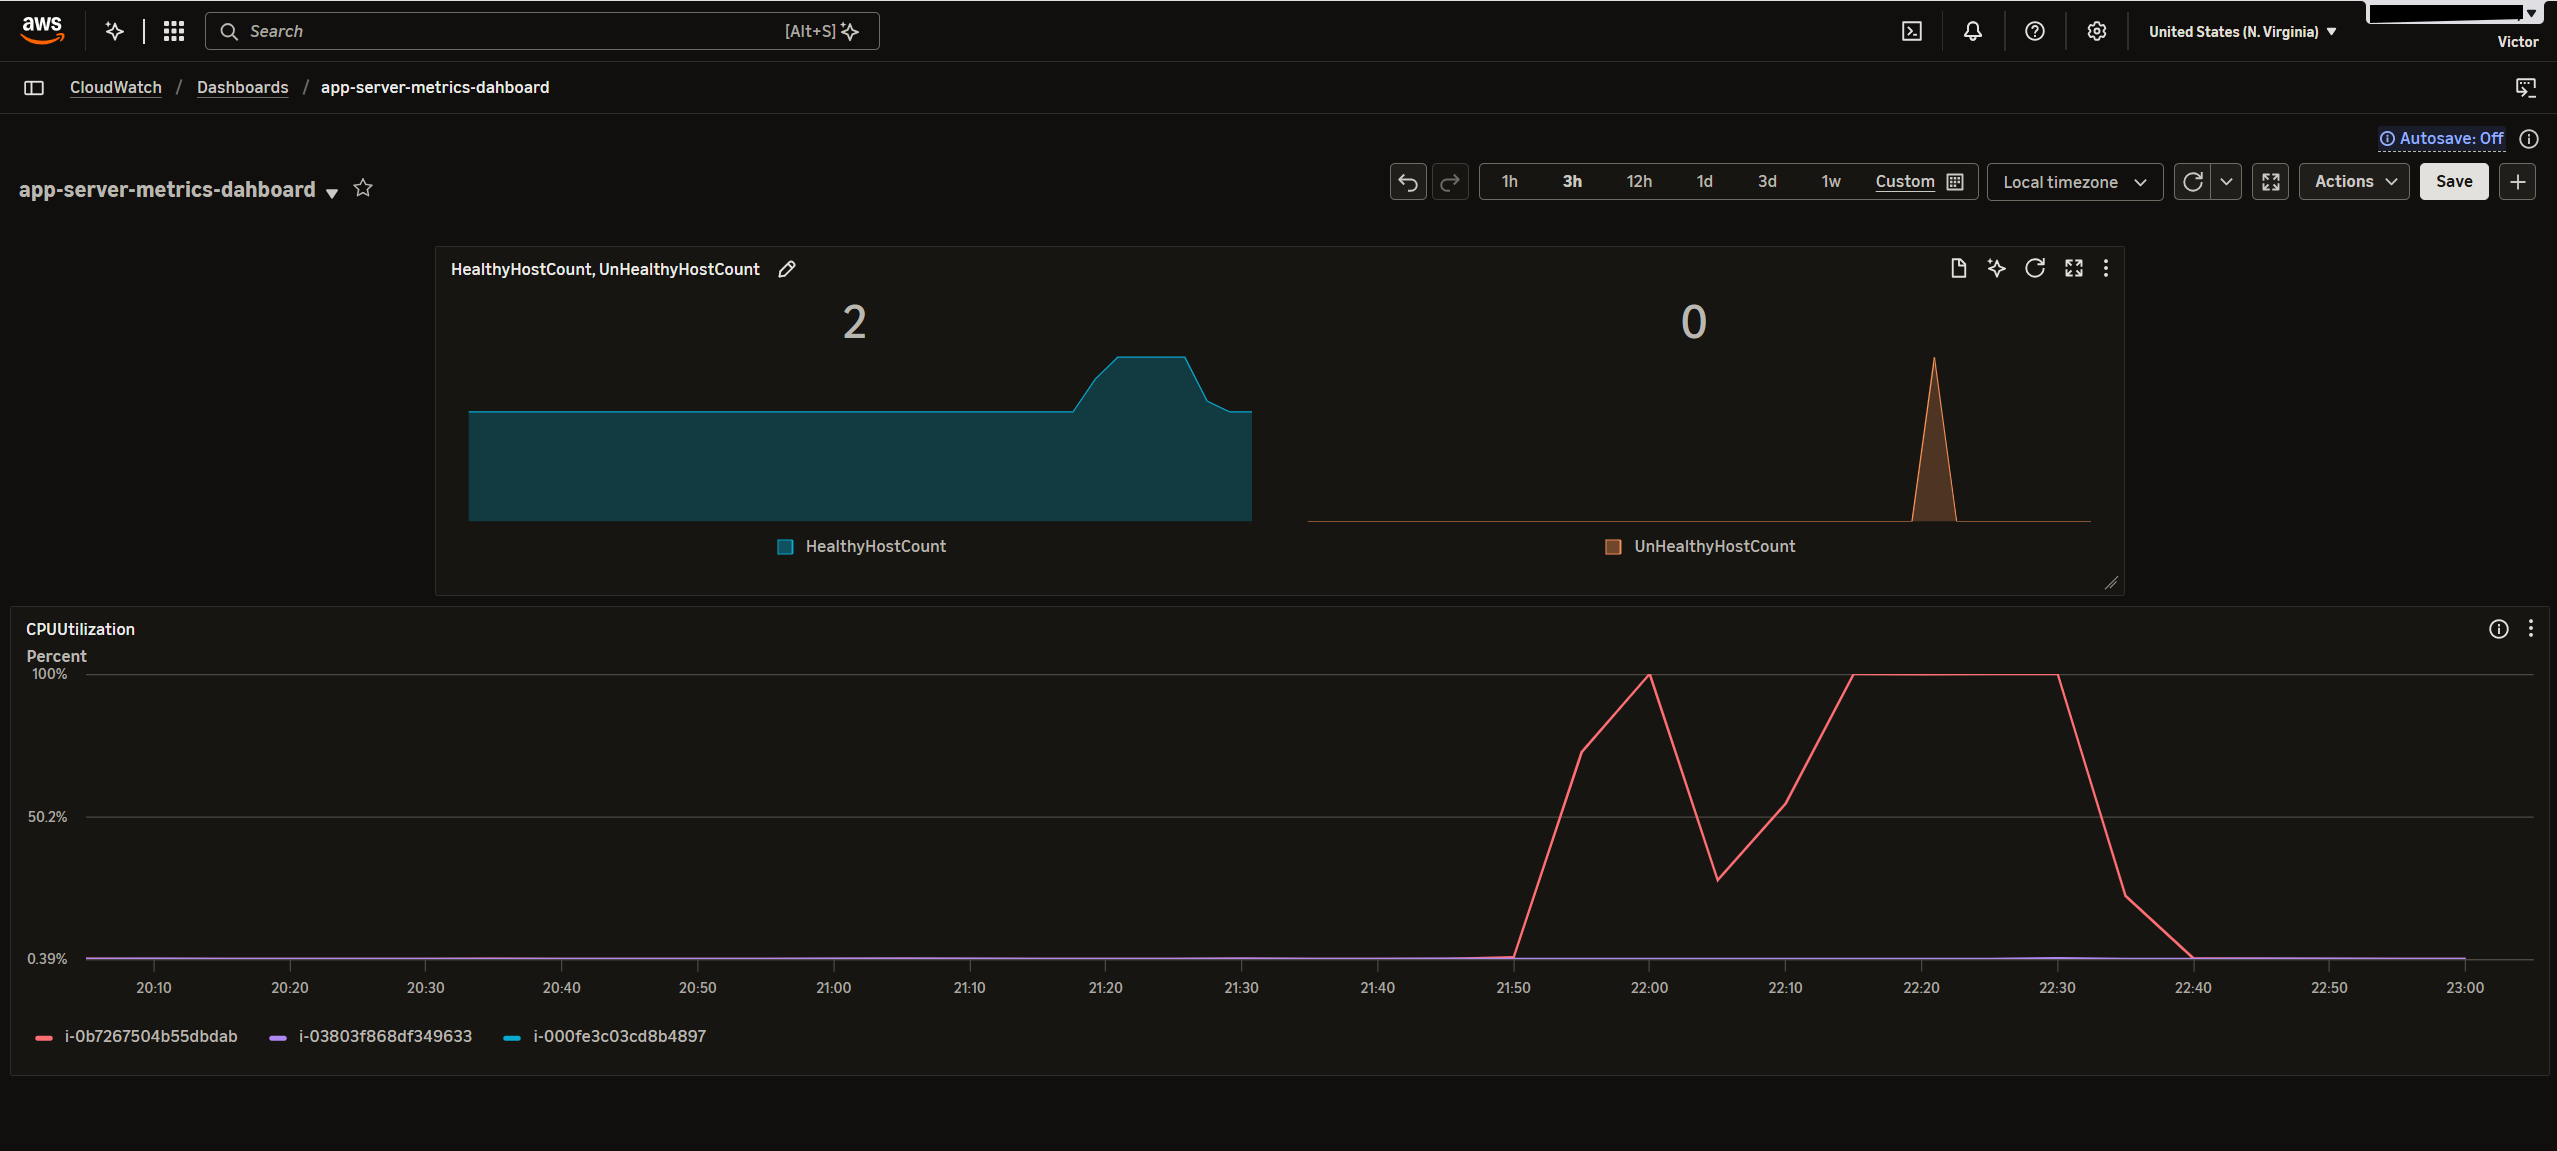 aws
Search [Alt+S]
United States (N. Virginia)
Victor
CloudWatch / Dashboards / app-server-metrics-dahboard
Autosave: Off
app-server-metrics-dahboard
1h 3h 12h 1d 3d 1w Custom Local timezone Actions Save
HealthyHostCount, UnHealthyHostCount
2 0
HealthyHostCount UnHealthyHostCount
CPUUtilization
Percent
100%
50.2%
0.39%
20:10 20:20 20:30 20:40 20:50 21:00 21:10 21:20 21:30 21:40 21:50 22:00 22:10 22:20 22:30 22:40 22:50 23:00
i-0b7267504b55dbdab i-03803f868df349633 i-000fe3c03cd8b4897